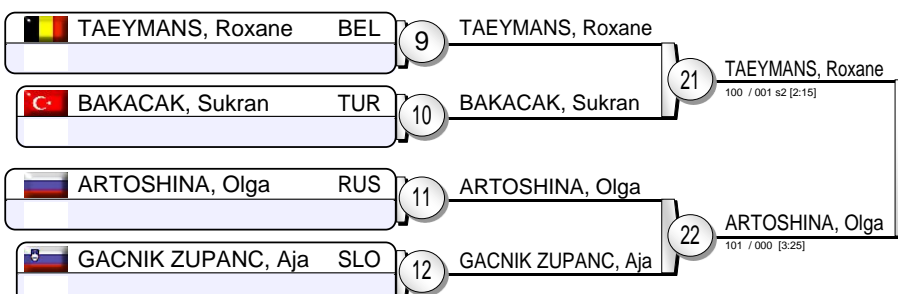 TAEYMANS, Roxane BEL
9
TAEYMANS, Roxane
21
TAEYMANS, Roxane
100 / 001 s2 [2:15]
BAKACAK, Sukran TUR
10
BAKACAK, Sukran
ARTOSHINA, Olga RUS
11
ARTOSHINA, Olga
22
ARTOSHINA, Olga
101 / 000 [3:25]
GACNIK ZUPANC, Aja SLO
12
GACNIK ZUPANC, Aja